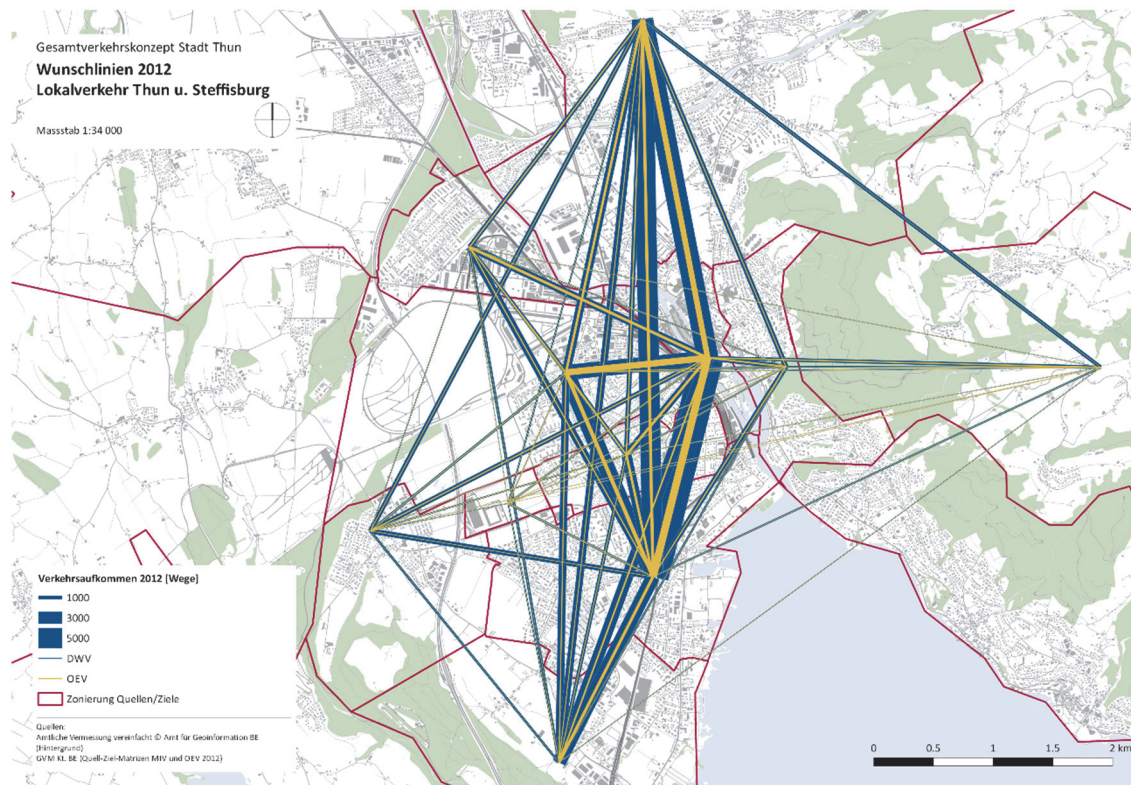 Gesamtverkehrskonzept Stadt Thun
Wunschlinien 2012
Lokalverkehr Thun u. Steffisburg
Massstab 1:34 000
Verkehrsaufkommen 2012 [Wege]
1000
3000
5000
DWV
OEV
Zonierung Quellen/Ziele
Quellen:
Amtliche Vermessung vereinfacht © Amt für Geoinformation BE
(Hintergrund)
GVM Kt. BE (Quell-Ziel-Matrizen MIV und OEV 2012)
0 0.5 1 1.5 2 km